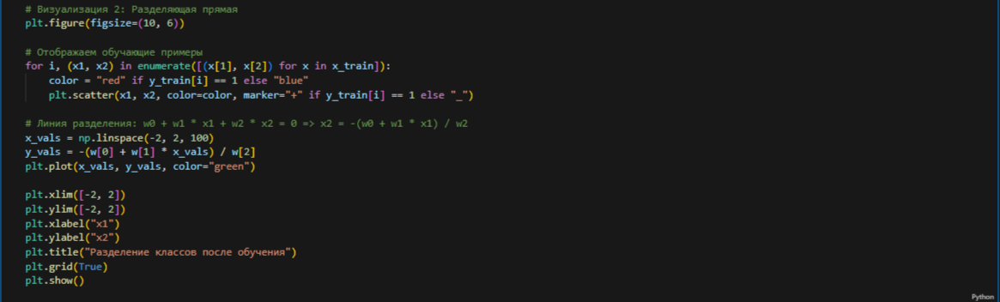 # Визуализация 2: Разделяющая прямая
plt.figure(figsize=(10, 6))
# Отображаем обучающие примеры
for i, (x1, x2) in enumerate([(x[1], x[2]) for x in x_train]):
    color = "red" if y_train[i] == 1 else "blue"
    plt.scatter(x1, x2, color=color, marker="+" if y_train[i] == 1 else "_")
# Линия разделения: w0 + w1 * x1 + w2 * x2 = 0 => x2 = -(w0 + w1 * x1) / w2
x_vals = np.linspace(-2, 2, 100)
y_vals = -(w[0] + w[1] * x_vals) / w[2]
plt.plot(x_vals, y_vals, color="green")
plt.xlim([-2, 2])
plt.ylim([-2, 2])
plt.xlabel("x1")
plt.ylabel("x2")
plt.title("Разделение классов после обучения")
plt.grid(True)
plt.show()
Python